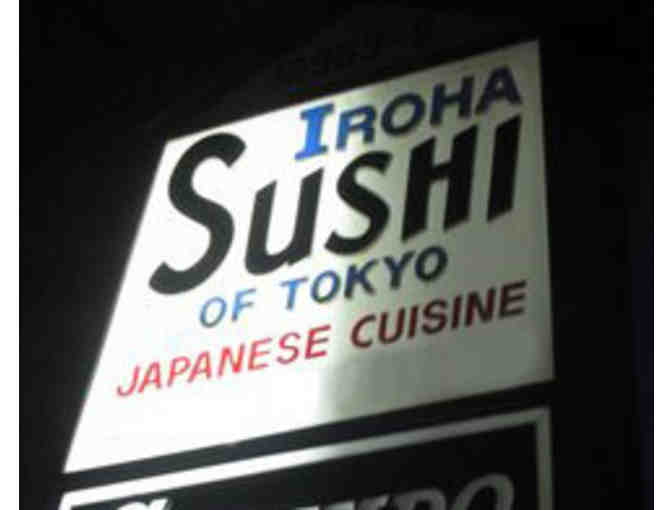 IROHA
SUSHI
OF TOKYO
JAPANESE CUISINE